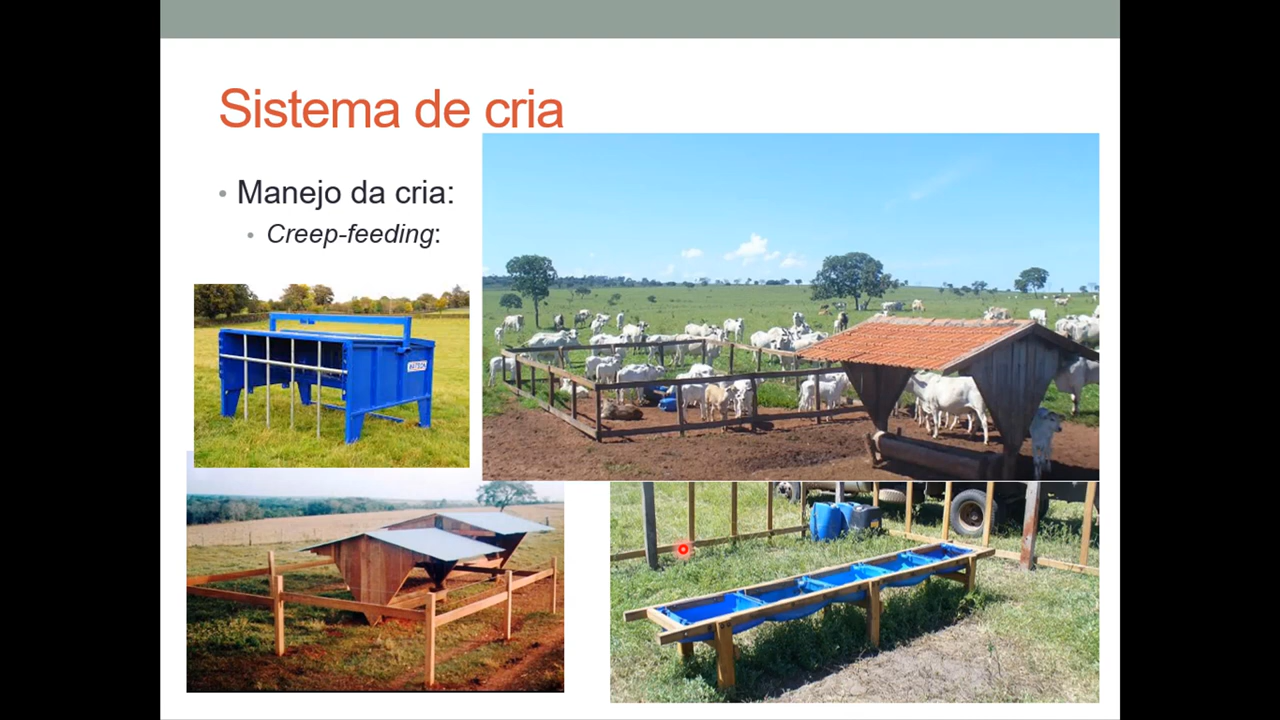 Sistema de cria
• Manejo da cria:
• Creep-feeding: